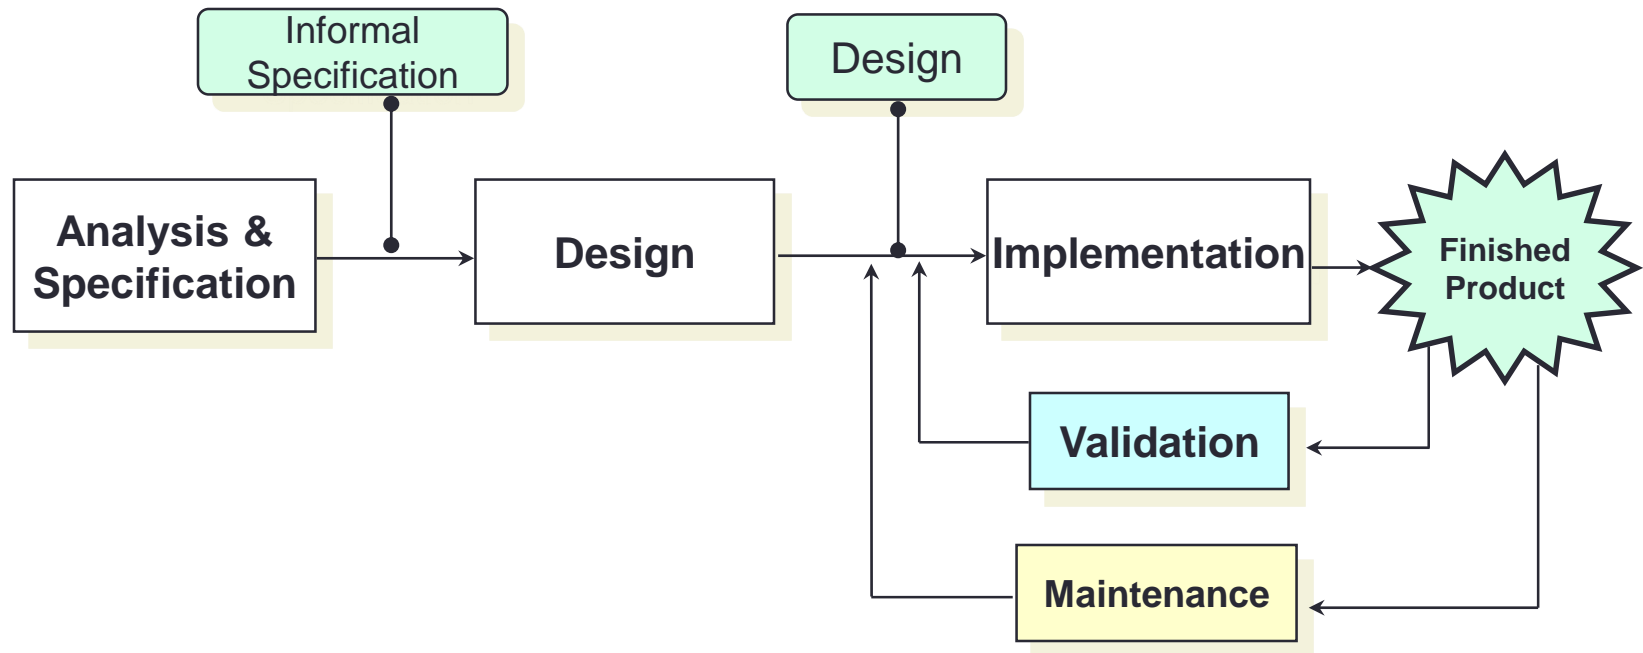 Informal
Specification
Design
Analysis &
Specification
Design
Implementation
Finished
Product
Validation
Maintenance